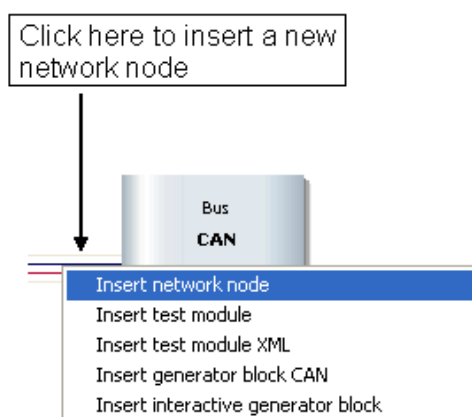 Click here to insert a new
network node
Bus
CAN
Insert network node
Insert test module
Insert test module XML
Insert generator block CAN
Insert interactive generator block